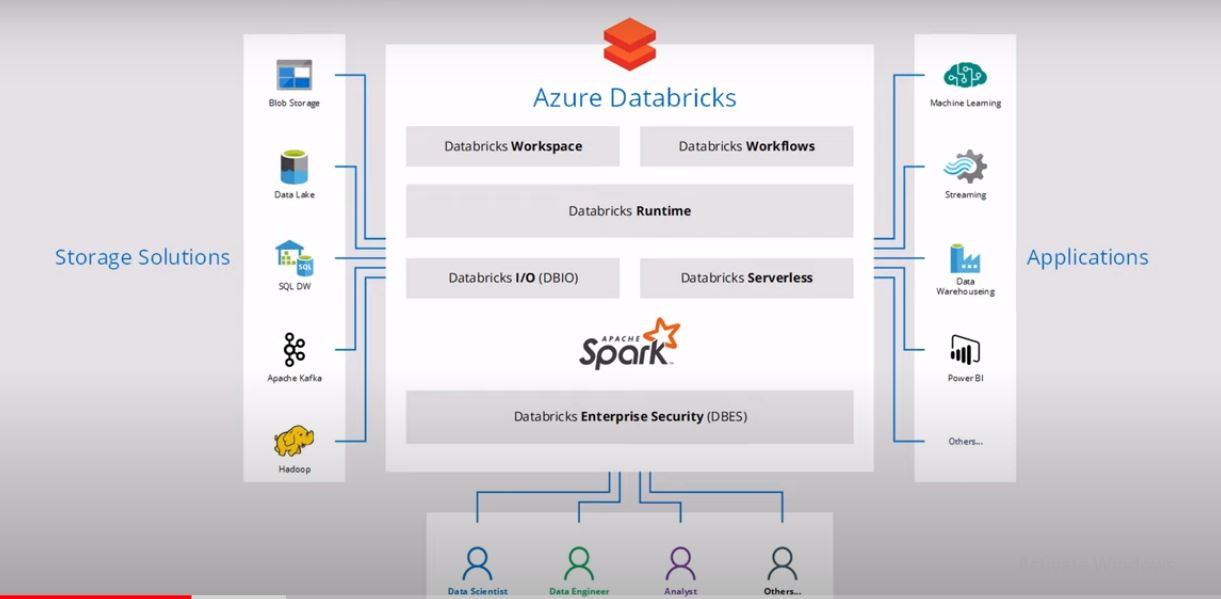 Azure Databricks
Databricks Workspace
Databricks Workflows
Databricks Runtime
Databricks I/O (DBIO)
Databricks Serverless
APACHE
Spark™
Databricks Enterprise Security (DBES)
Storage Solutions
Blob Storage
Data Lake
SQL
SQL DW
Apache Kafka
Hadoop
Applications
Machine Learning
Streaming
Data
Warehouseing
Power BI
Others...
Data Scientist
Data Engineer
Analyst
Others...
Activate Windows